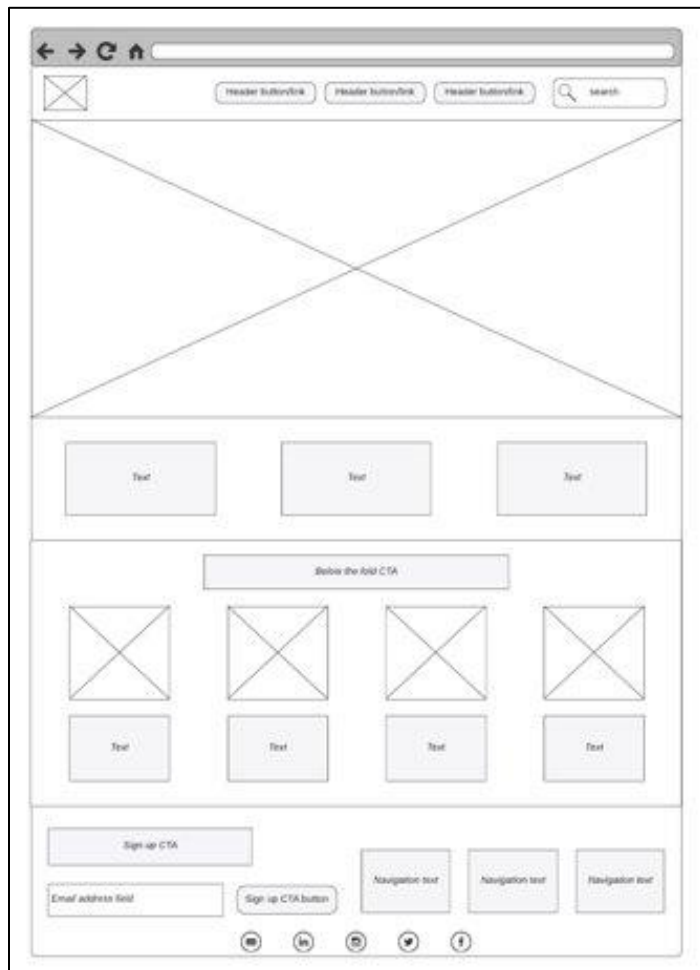 Header button/link
Header button/link
Header button/link
search
Text
Text
Text
Below the fold CTA
Text
Text
Text
Text
Sign up CTA
Navigation text
Navigation text
Navigation text
Email address field
Sign up CTA button